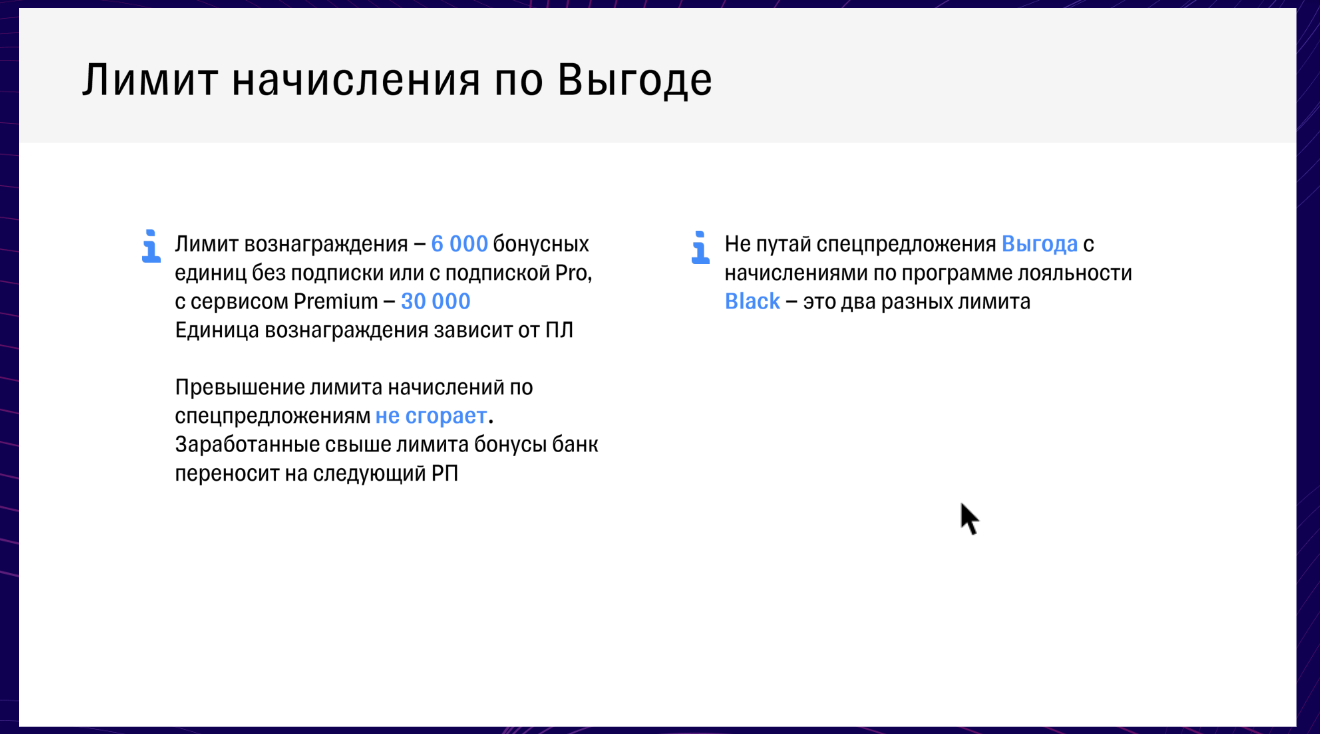 Лимит начисления по Выгоде
Лимит вознаграждения – 6 000 бонусных
единиц без подписки или с подпиской Pro,
с сервисом Premium – 30 000
Единица вознаграждения зависит от ПЛ
Превышение лимита начислений по
спецпредложениям не сгорает.
Заработанные свыше лимита бонусы банк
переносит на следующий РП
Не путай спецпредложения Выгода с
начислениями по программе лояльности
Black – это два разных лимита